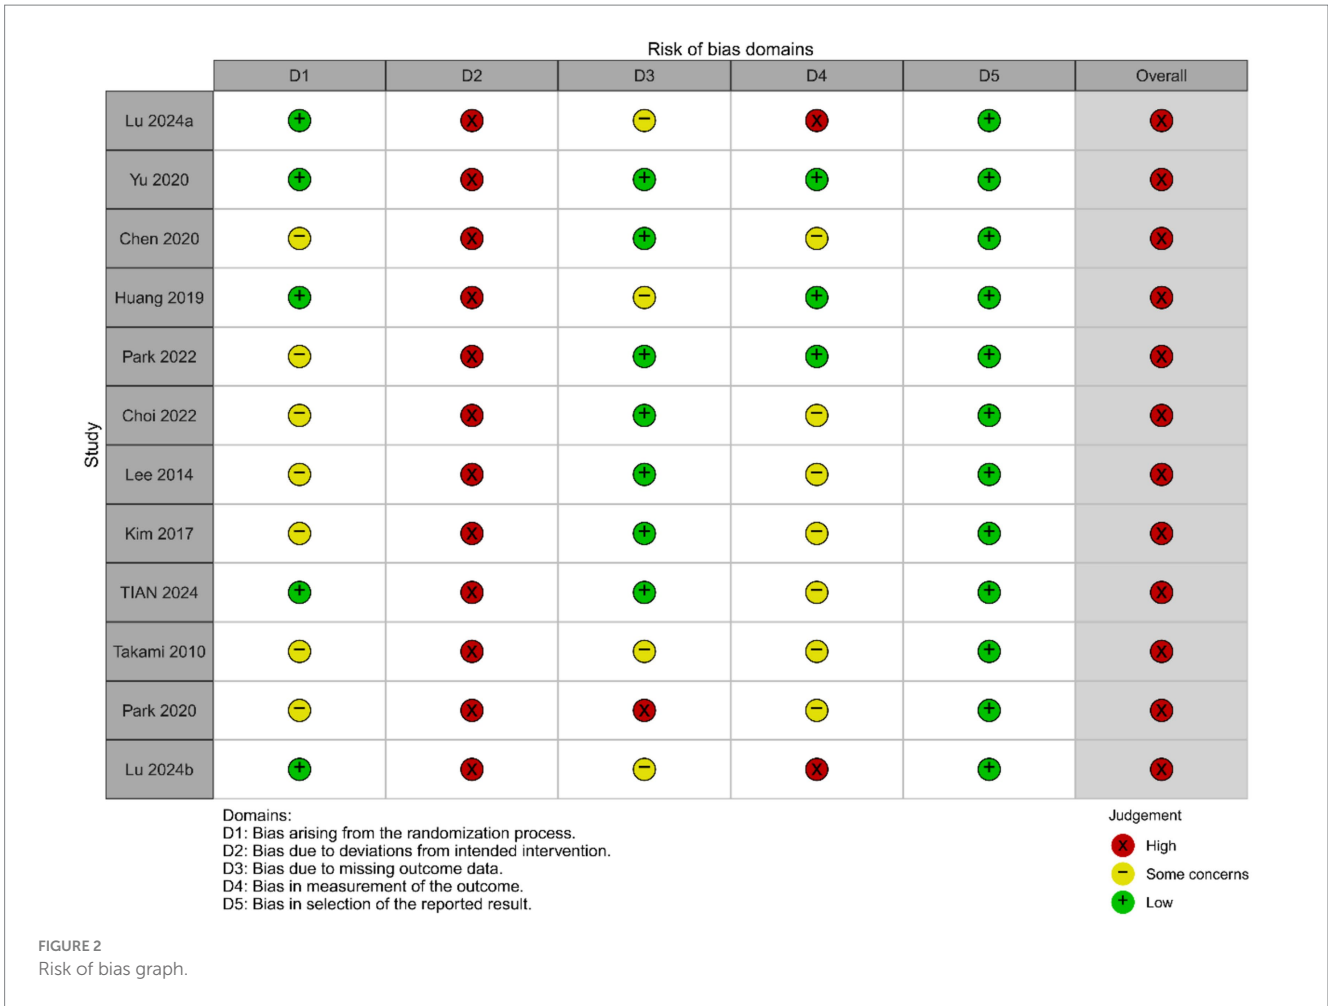 Risk of bias domains
D1 D2 D3 D4 D5 Overall
Study
Lu 2024a + X − X + X
Yu 2020 + X + + + X
Chen 2020 − X + − + X
Huang 2019 + X − + + X
Park 2022 − X + + + X
Choi 2022 − X + − + X
Lee 2014 − X + − + X
Kim 2017 − X + − + X
TIAN 2024 + X + − + X
Takami 2010 − X − − + X
Park 2020 − X X − + X
Lu 2024b + X − X + X
Domains:
D1: Bias arising from the randomization process.
D2: Bias due to deviations from intended intervention.
D3: Bias due to missing outcome data.
D4: Bias in measurement of the outcome.
D5: Bias in selection of the reported result.
Judgement
X High
− Some concerns
+ Low
FIGURE 2
Risk of bias graph.